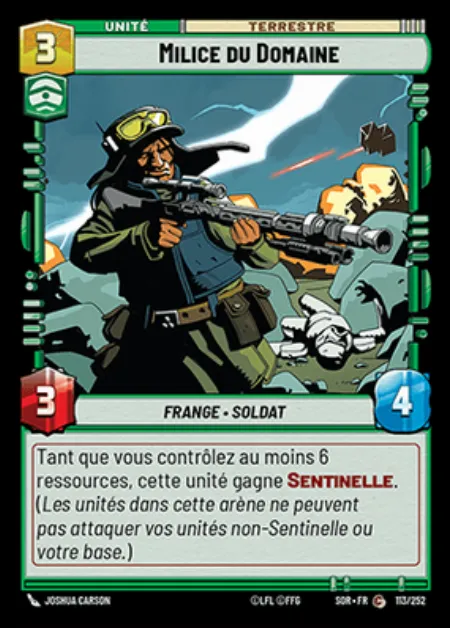 3
UNITÉ
TERRESTRE
MILICE DU DOMAINE
3
FRANGE • SOLDAT
4
Tant que vous contrôlez au moins 6
ressources, cette unité gagne SENTINELLE.
(Les unités dans cette arène ne peuvent
pas attaquer vos unités non-Sentinelle ou
votre base.)
JOSHUA CARSON
©LFL ©FFG
SOR • FR
C
113/252